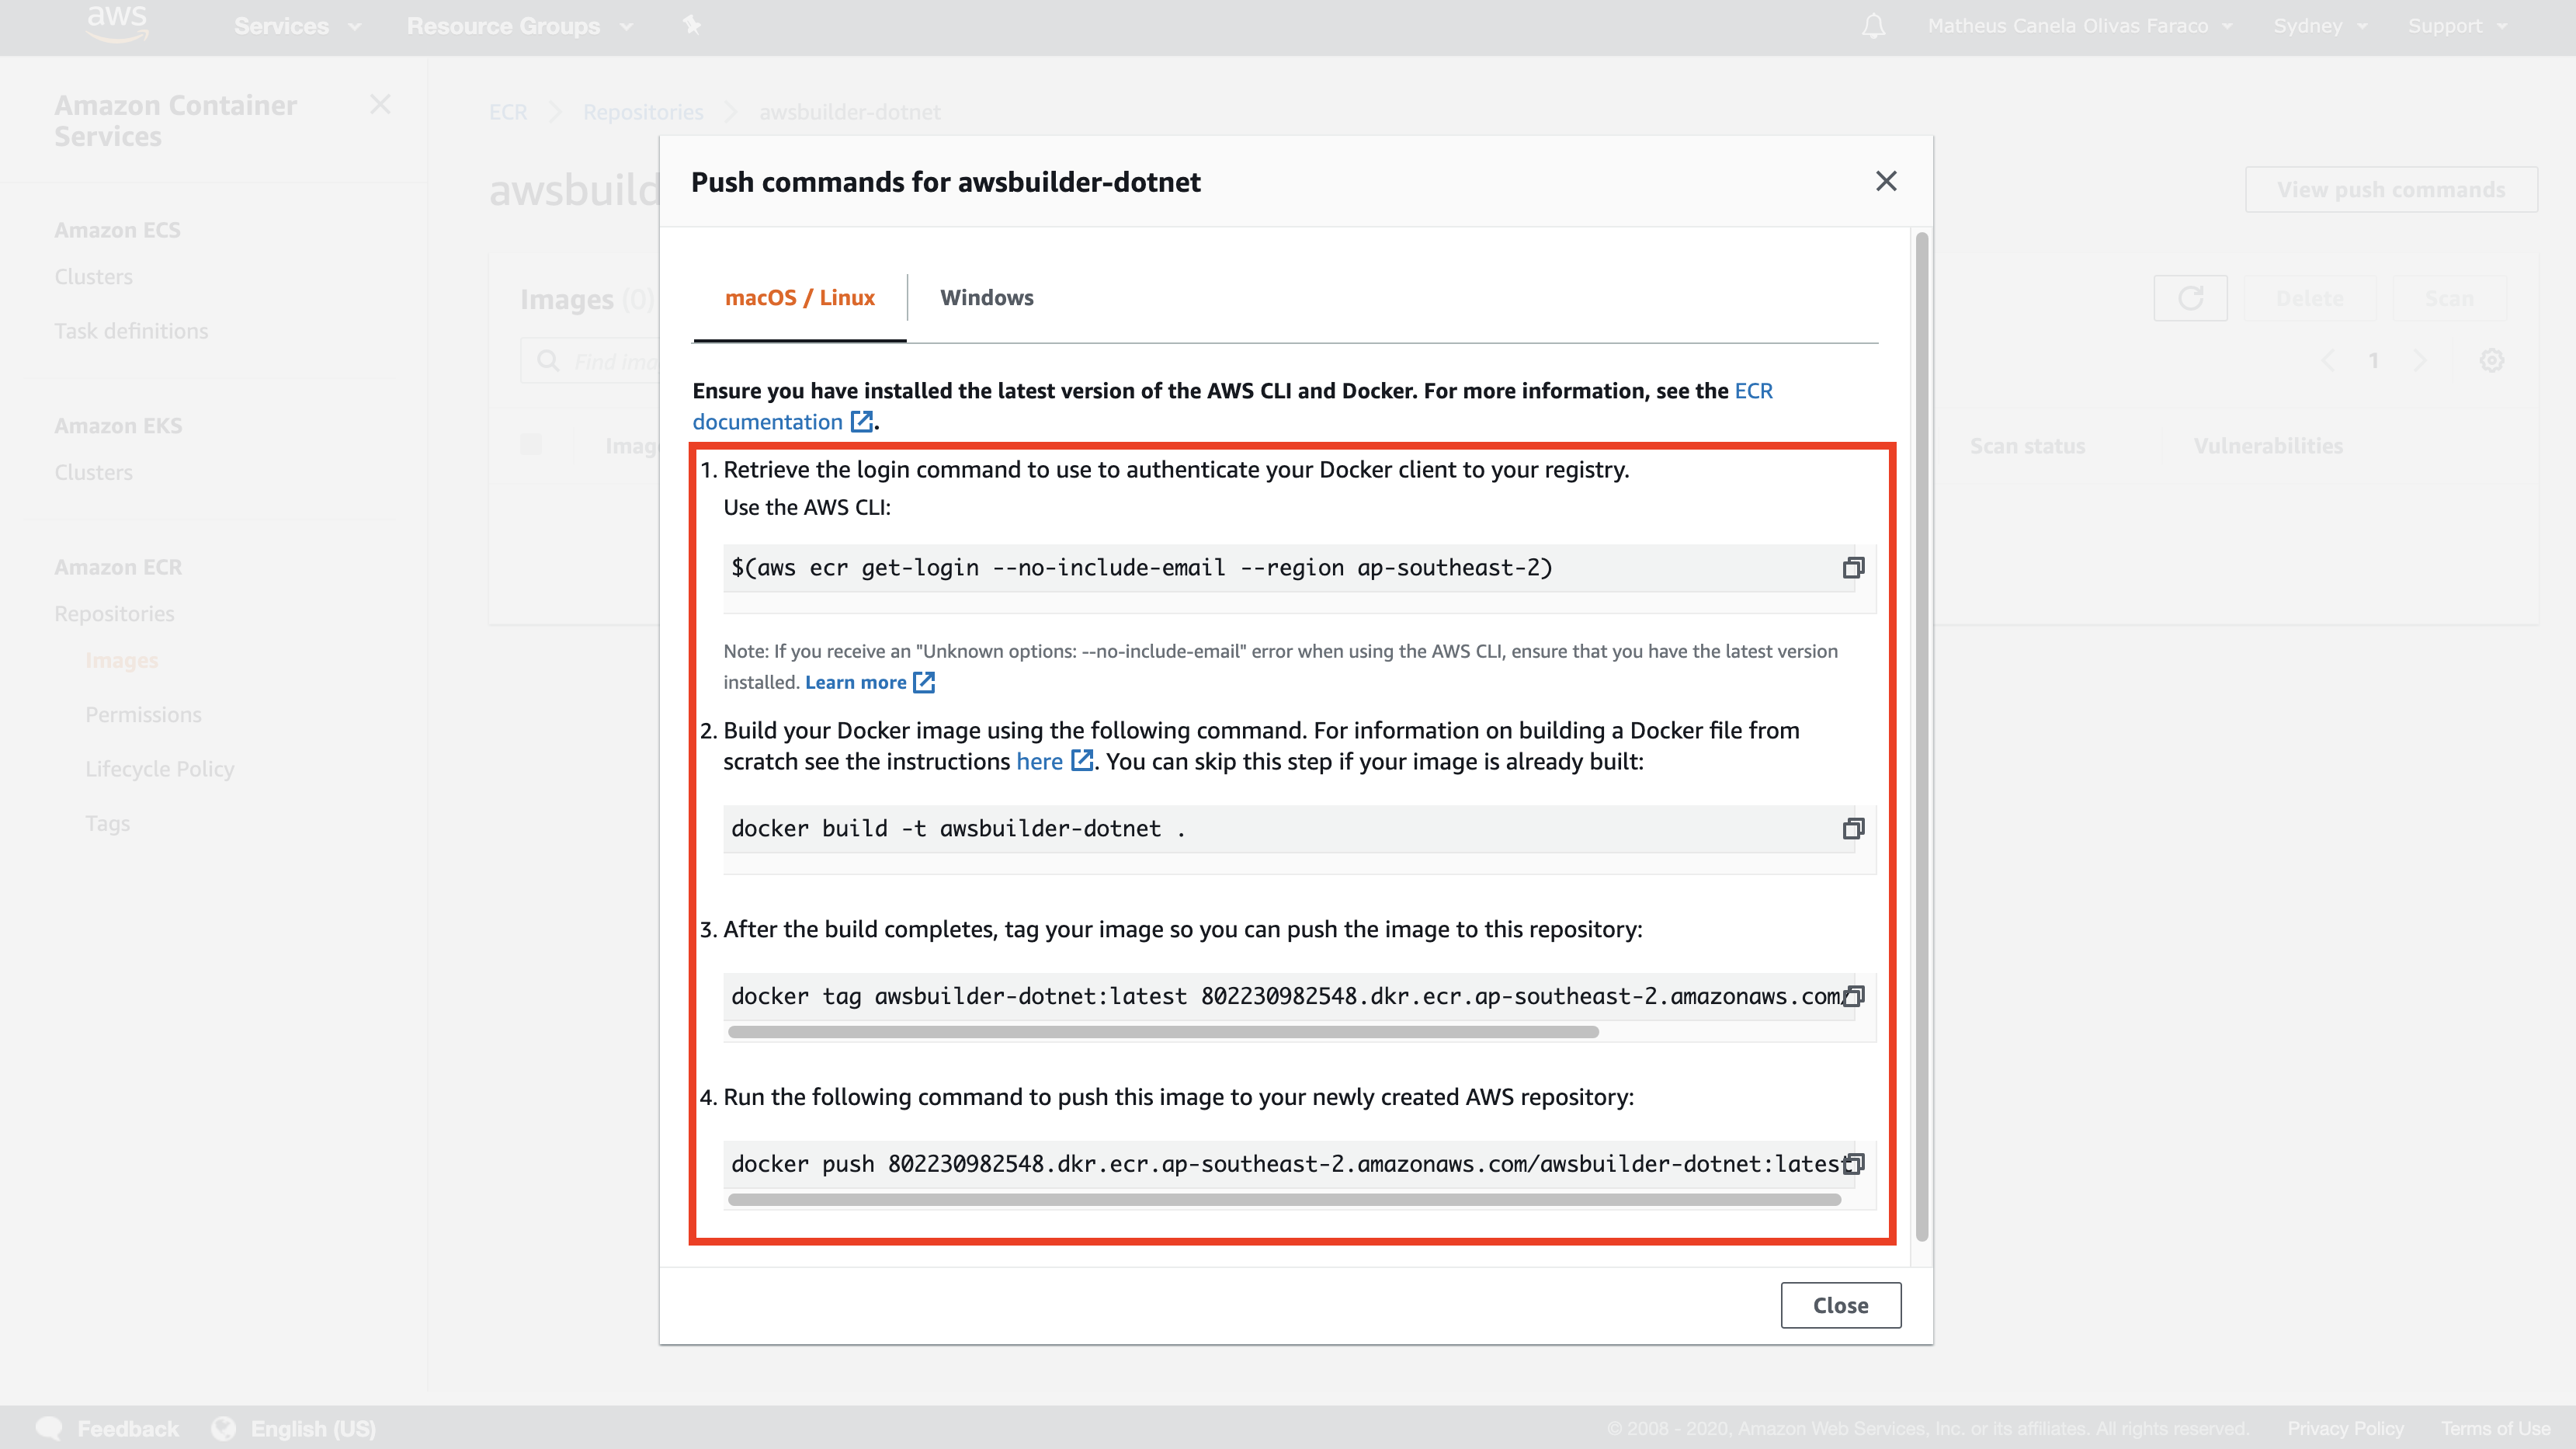 aws
Services
Resource Groups
Matheus Canela Olivas Faraco
Sydney
Support
Amazon Container
Services
Amazon ECS
Clusters
Task definitions
Amazon EKS
Clusters
Amazon ECR
Repositories
Images
Permissions
Lifecycle Policy
Tags
ECR
Repositories
awsbuilder-dotnet
awsbuild
View push commands
Images (0)
Delete
Scan
Find ima
1
Imag
Scan status
Vulnerabilities
Push commands for awsbuilder-dotnet
macOS / Linux
Windows
Ensure you have installed the latest version of the AWS CLI and Docker. For more information, see the ECR
documentation .
1. Retrieve the login command to use to authenticate your Docker client to your registry.
Use the AWS CLI:
$(aws ecr get-login --no-include-email --region ap-southeast-2)
Note: If you receive an "Unknown options: --no-include-email" error when using the AWS CLI, ensure that you have the latest version
installed. Learn more
2. Build your Docker image using the following command. For information on building a Docker file from
scratch see the instructions here . You can skip this step if your image is already built:
docker build -t awsbuilder-dotnet .
3. After the build completes, tag your image so you can push the image to this repository:
docker tag awsbuilder-dotnet:latest 802230982548.dkr.ecr.ap-southeast-2.amazonaws.com/
4. Run the following command to push this image to your newly created AWS repository:
docker push 802230982548.dkr.ecr.ap-southeast-2.amazonaws.com/awsbuilder-dotnet:latest
Close
Feedback
English (US)
© 2008 - 2020, Amazon Web Services, Inc. or its affiliates. All rights reserved.
Privacy Policy
Terms of Use